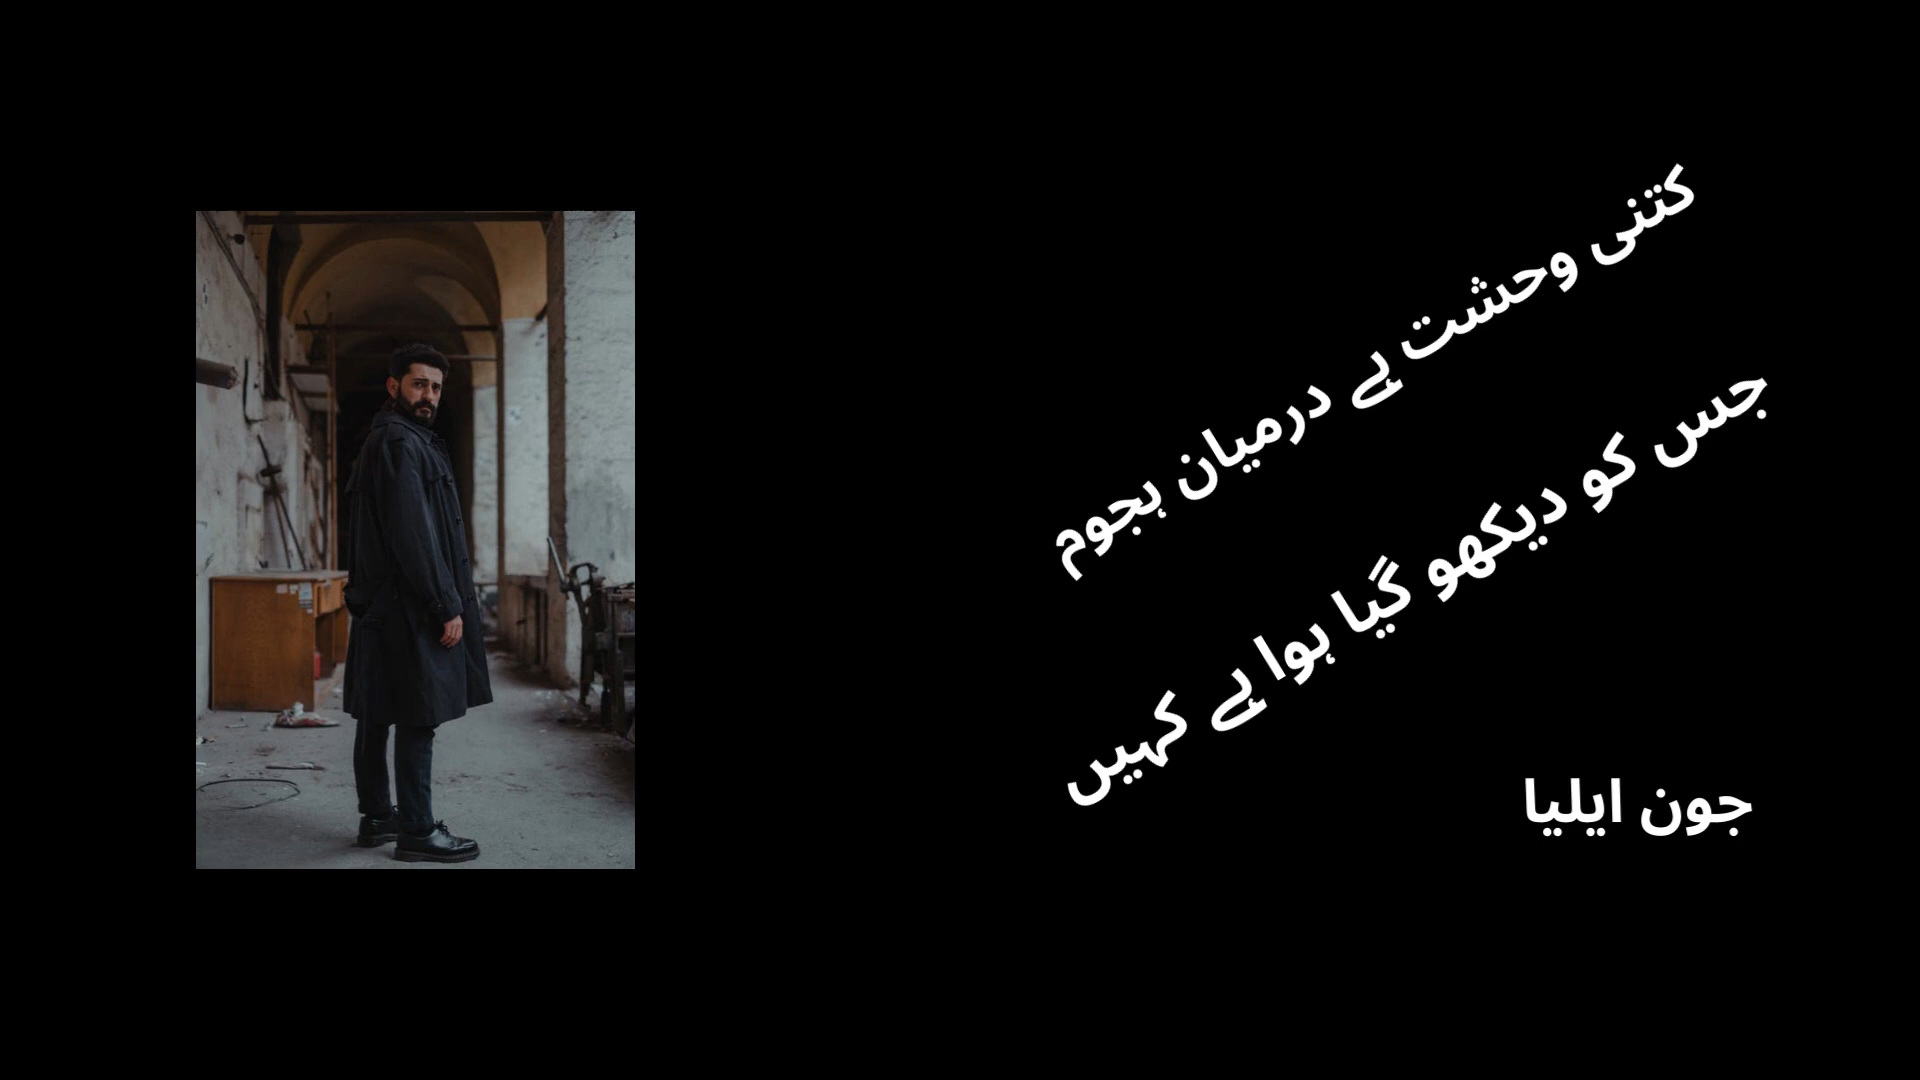 کتنی وحشت ہے درمیان ہجوم
جس کو دیکھو گیا ہوا ہے کہیں
جون ایلیا